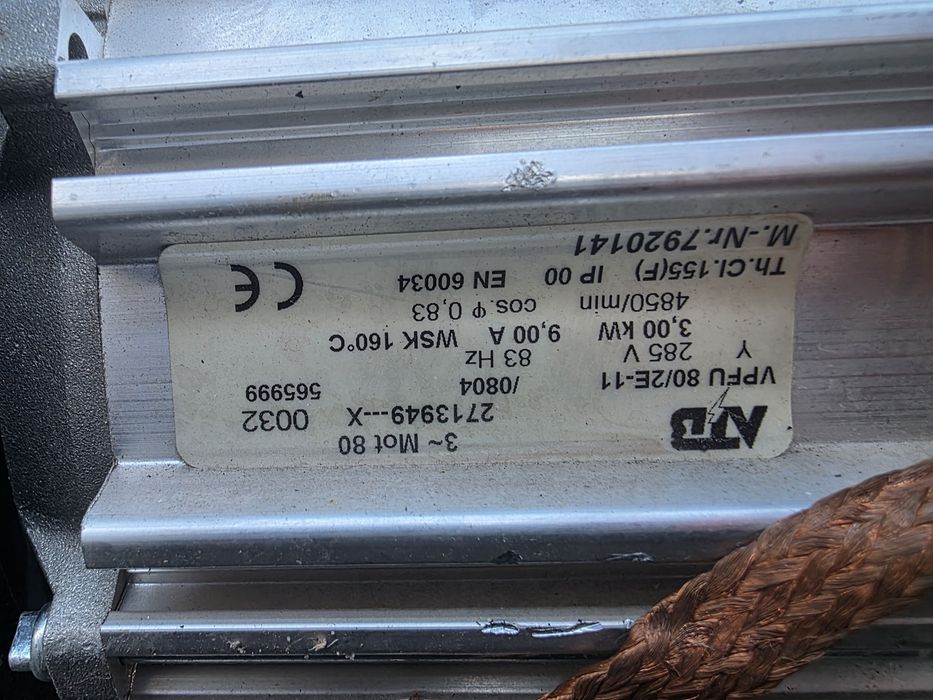 ATB 3~ Mot 80
2713949---X 0032
VPFU 80/2E-11 /0804 565999
Y 285 V 83 Hz
3,00 kW 9,00 A WSK 160°C
4850/min cos. φ 0,83
Th.Cl.155(F) IP 00 EN 60034 CE
M.-Nr.7920141